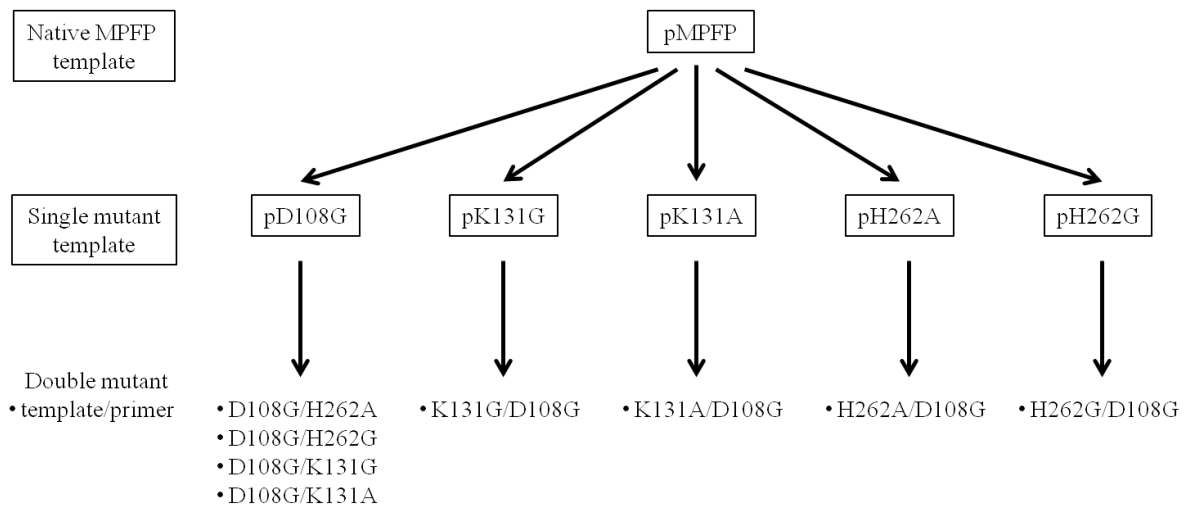 Native MPFP
template
pMPFP
Single mutant
template
pD108G
pK131G
pK131A
pH262A
pH262G
Double mutant
• template/primer
• D108G/H262A
• D108G/H262G
• D108G/K131G
• D108G/K131A
• K131G/D108G
• K131A/D108G
• H262A/D108G
• H262G/D108G